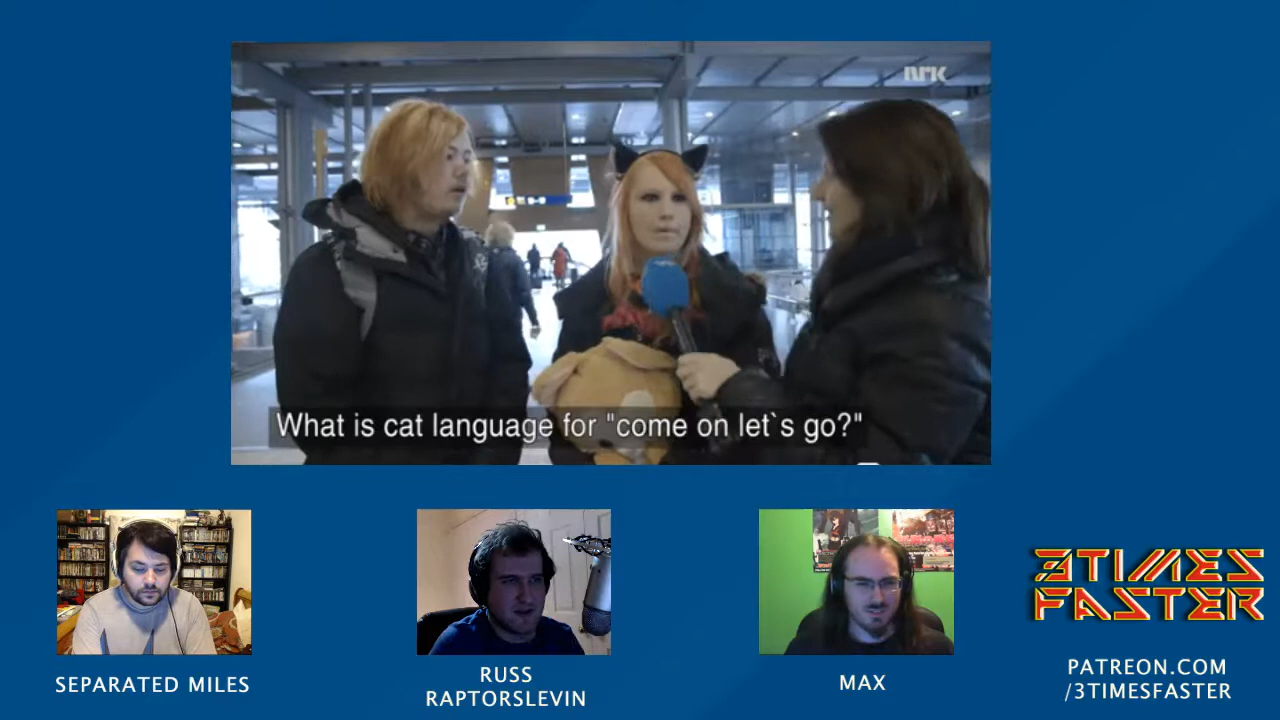 nrk
What is cat language for "come on let`s go?"
SEPARATED MILES
RUSS
RAPTORSLEVIN
MAX
3TIMES
FASTER
PATREON.COM
/3TIMESFASTER